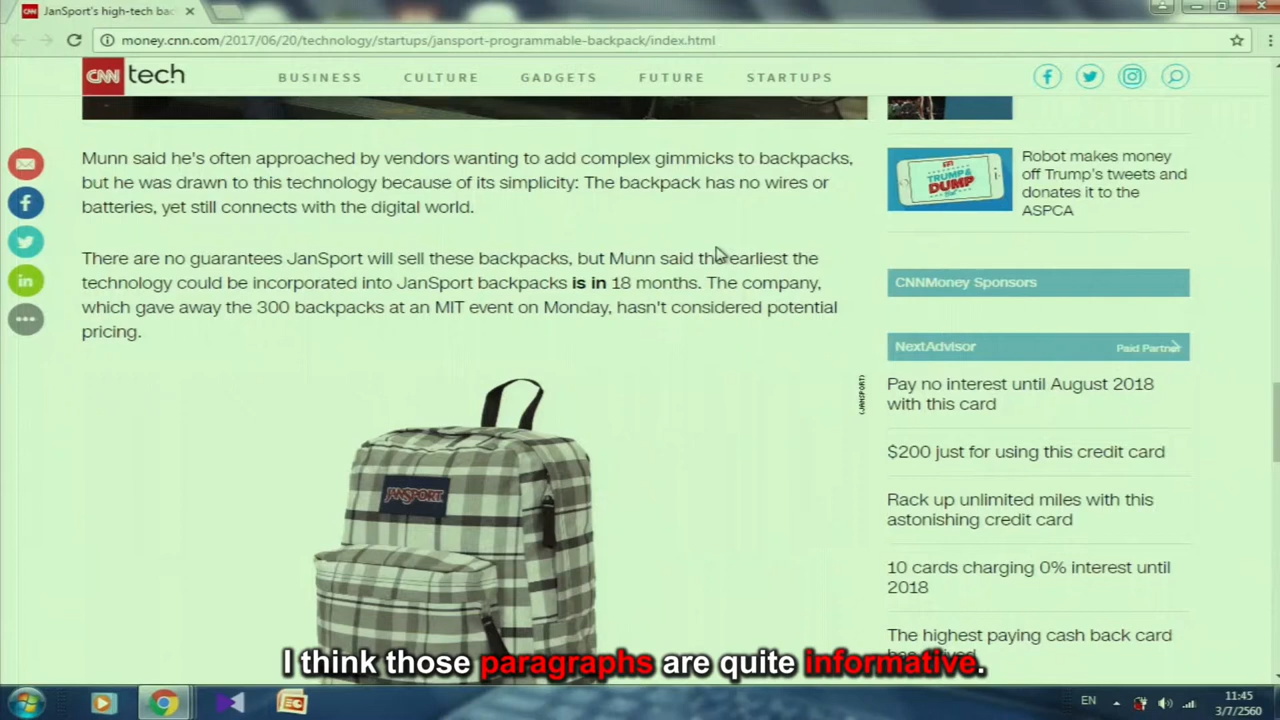 JanSport's high-tech bac
money.cnn.com/2017/06/20/technology/startups/jansport-programmable-backpack/index.html
CNN tech
BUSINESS CULTURE GADGETS FUTURE STARTUPS
Munn said he's often approached by vendors wanting to add complex gimmicks to backpacks,
but he was drawn to this technology because of its simplicity: The backpack has no wires or
batteries, yet still connects with the digital world.
There are no guarantees JanSport will sell these backpacks, but Munn said the earliest the
technology could be incorporated into JanSport backpacks is in 18 months. The company,
which gave away the 300 backpacks at an MIT event on Monday, hasn't considered potential
pricing.
(JANSPORT)
JANSPORT
TRUMP
& DUMP
Robot makes money
off Trump's tweets and
donates it to the
ASPCA
CNNMoney Sponsors
NextAdvisor Paid Partner
Pay no interest until August 2018
with this card
$200 just for using this credit card
Rack up unlimited miles with this
astonishing credit card
10 cards charging 0% interest until
2018
The highest paying cash back card
I think those paragraphs are quite informative.
EN
11:45
3/7/2560